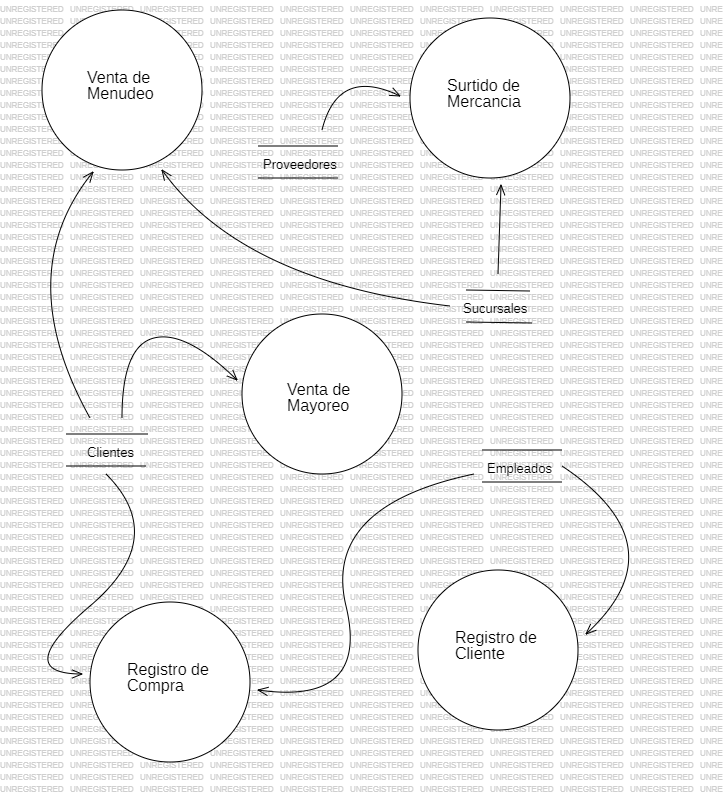 Venta de
Menudeo
Surtido de
Mercancia
Proveedores
Sucursales
Venta de
Mayoreo
Clientes
Empleados
Registro de
Cliente
Registro de
Compra
UNREGISTERED